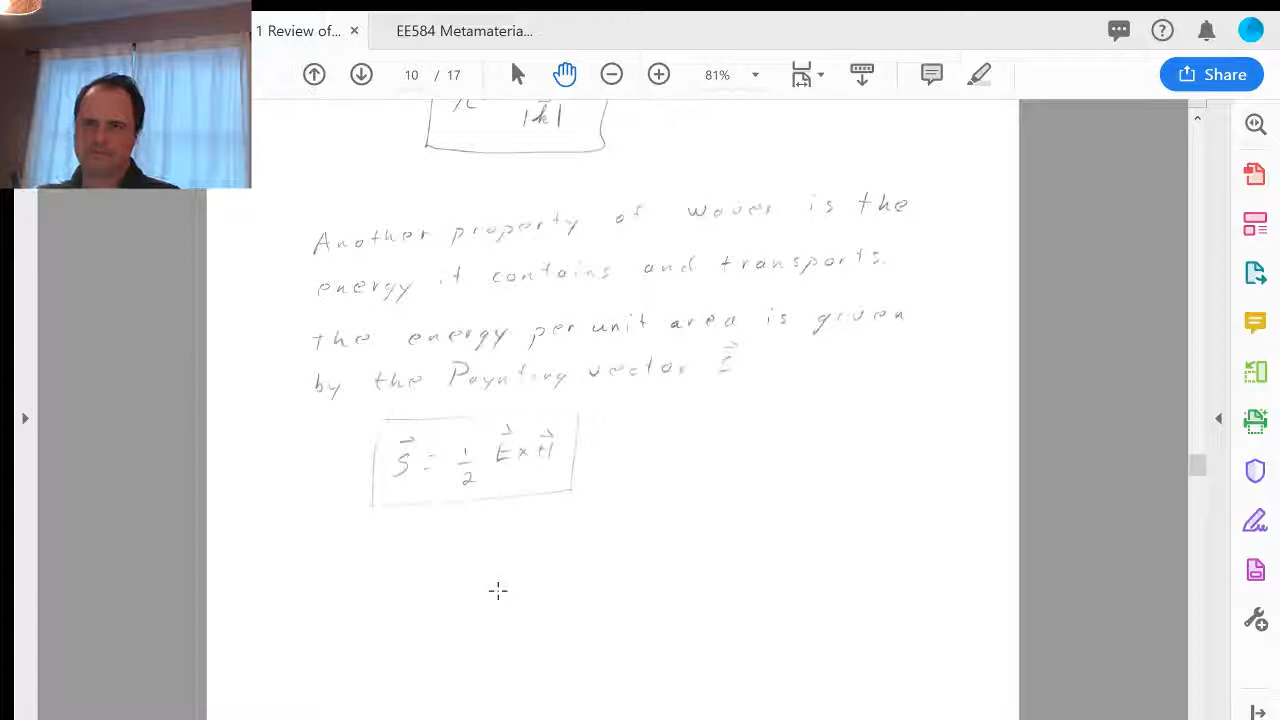 1 Review of...
EE584 Metamateria...
10 / 17
81%
Share
|k|
Another property of waves is the
energy it contains and transports.
the energy per unit area is given
by the Poynting vector S⃗
S⃗ = 1/2 E⃗ × H⃗